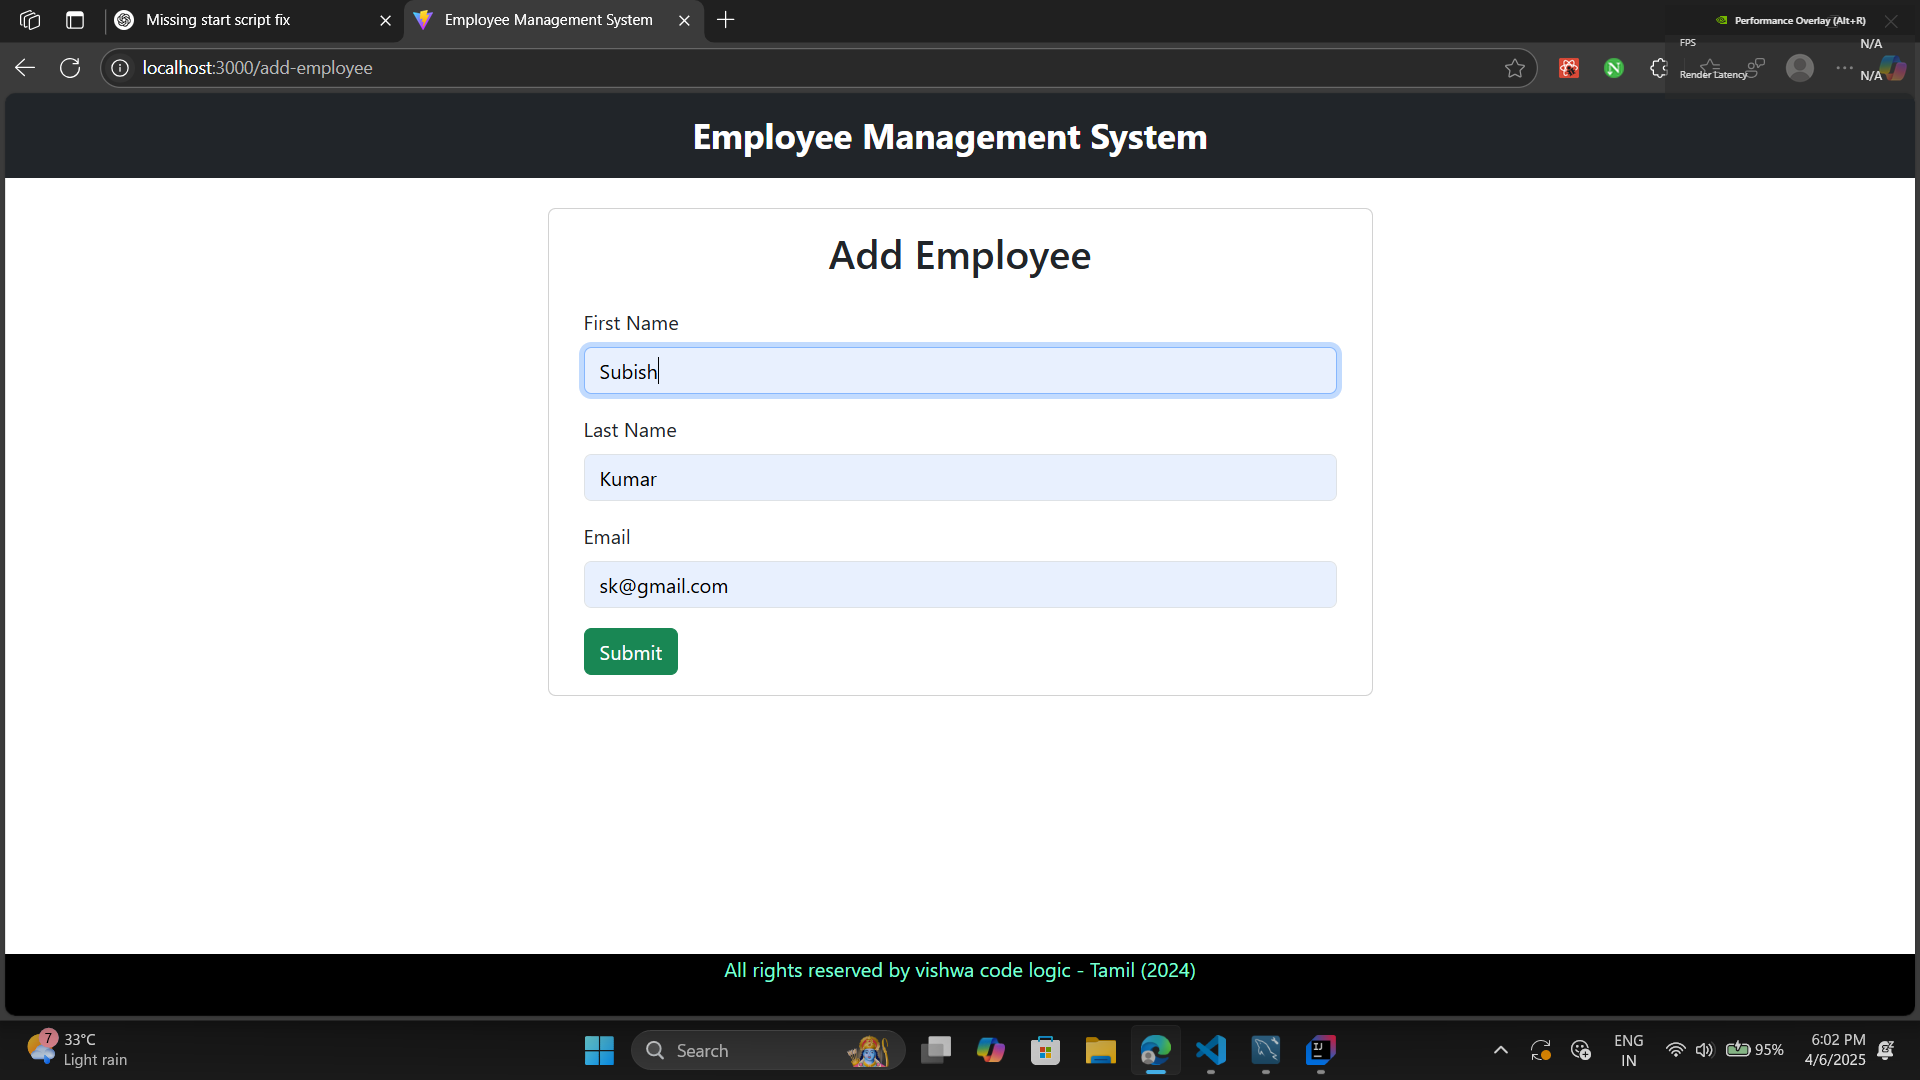 Missing start script fix
Employee Management System
Performance Overlay (Alt+R)
FPS
N/A
localhost:3000/add-employee
Render Latency
N/A
Employee Management System
Add Employee
First Name
Subish
Last Name
Kumar
Email
sk@gmail.com
Submit
All rights reserved by vishwa code logic - Tamil (2024)
7
33°C
Light rain
Search
IJ
ENG
IN
95%
6:02 PM
4/6/2025